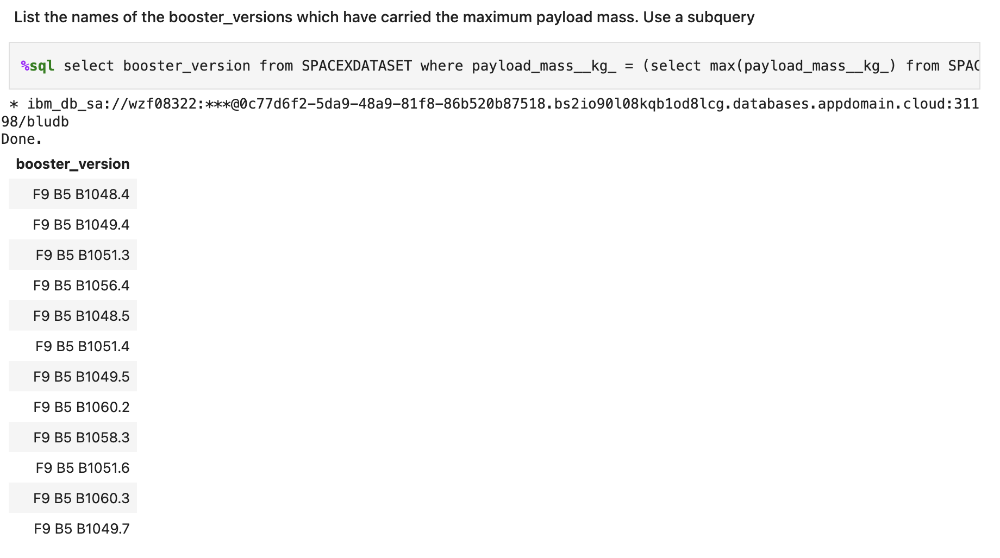 List the names of the booster_versions which have carried the maximum payload mass. Use a subquery
%sql select booster_version from SPACEXDATASET where payload_mass__kg_ = (select max(payload_mass__kg_) from SPAC
* ibm_db_sa://wzf08322:***@0c77d6f2-5da9-48a9-81f8-86b520b87518.bs2io90l08kqb1od8lcg.databases.appdomain.cloud:311
98/bludb
Done.
booster_version
F9 B5 B1048.4
F9 B5 B1049.4
F9 B5 B1051.3
F9 B5 B1056.4
F9 B5 B1048.5
F9 B5 B1051.4
F9 B5 B1049.5
F9 B5 B1060.2
F9 B5 B1058.3
F9 B5 B1051.6
F9 B5 B1060.3
F9 B5 B1049.7